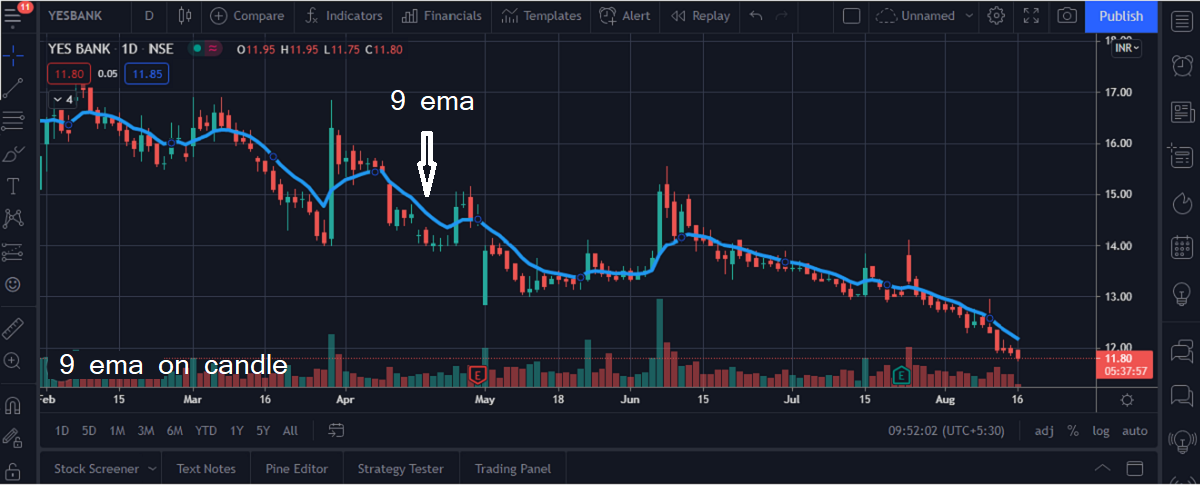 11
YESBANK D Compare Indicators Financials Templates Alert Replay Unnamed Publish
YES BANK · 1D · NSE O11.95 H11.95 L11.75 C11.80
11.80 0.05 11.85
4
9 ema
18.00
INR
17.00
16.00
15.00
14.00
13.00
12.00
11.80
05:37:57
9 ema on candle
E E
Feb 15 Mar 16 Apr May 18 Jun 15 Jul 15 Aug 16
1D 5D 1M 3M 6M YTD 1Y 5Y All 09:52:02 (UTC+5:30) adj % log auto
Stock Screener Text Notes Pine Editor Strategy Tester Trading Panel